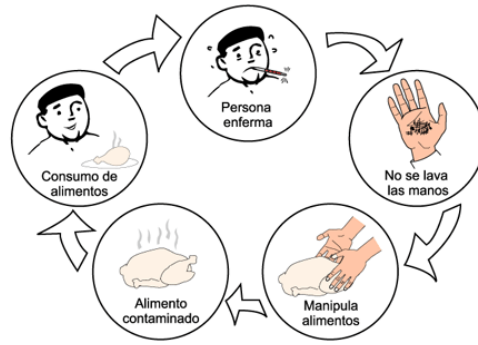 Persona
enferma
No se lava
las manos
Manipula
alimentos
Alimento
contaminado
Consumo de
alimentos